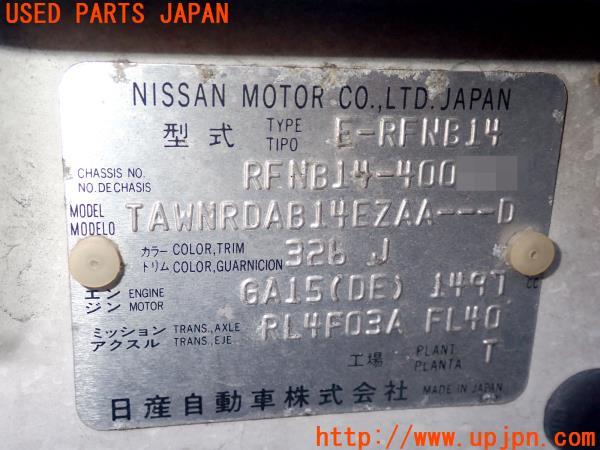 USED PARTS JAPAN
NISSAN MOTOR CO.,LTD.JAPAN
型式 TYPE TIPO E-RFNB14
CHASSIS NO. NO.DE CHASIS RFNB14-400
MODEL MODELO TAWNRDAB14EZAA---D
カラー COLOR,TRIM トリム COLOR,GUARNICION 326 J
エンジン ENGINE MOTOR GA15(DE) 1497 CC
ミッション TRANS.,AXLE アクスル TRANS.,EJE RL4F03A FL40
工場 PLANT PLANTA T
日産自動車株式会社 MADE IN JAPAN
http://www.upjpn.com